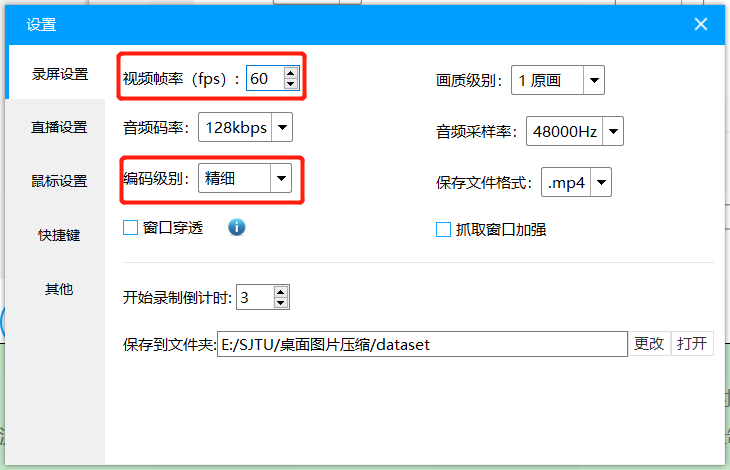 设置
录屏设置
直播设置
鼠标设置
快捷键
其他
视频帧率（fps）: 60
画质级别: 1 原画
音频码率: 128kbps
音频采样率: 48000Hz
编码级别: 精细
保存文件格式: .mp4
窗口穿透
抓取窗口加强
开始录制倒计时: 3
保存到文件夹: E:/SJTU/桌面图片压缩/dataset 更改 打开